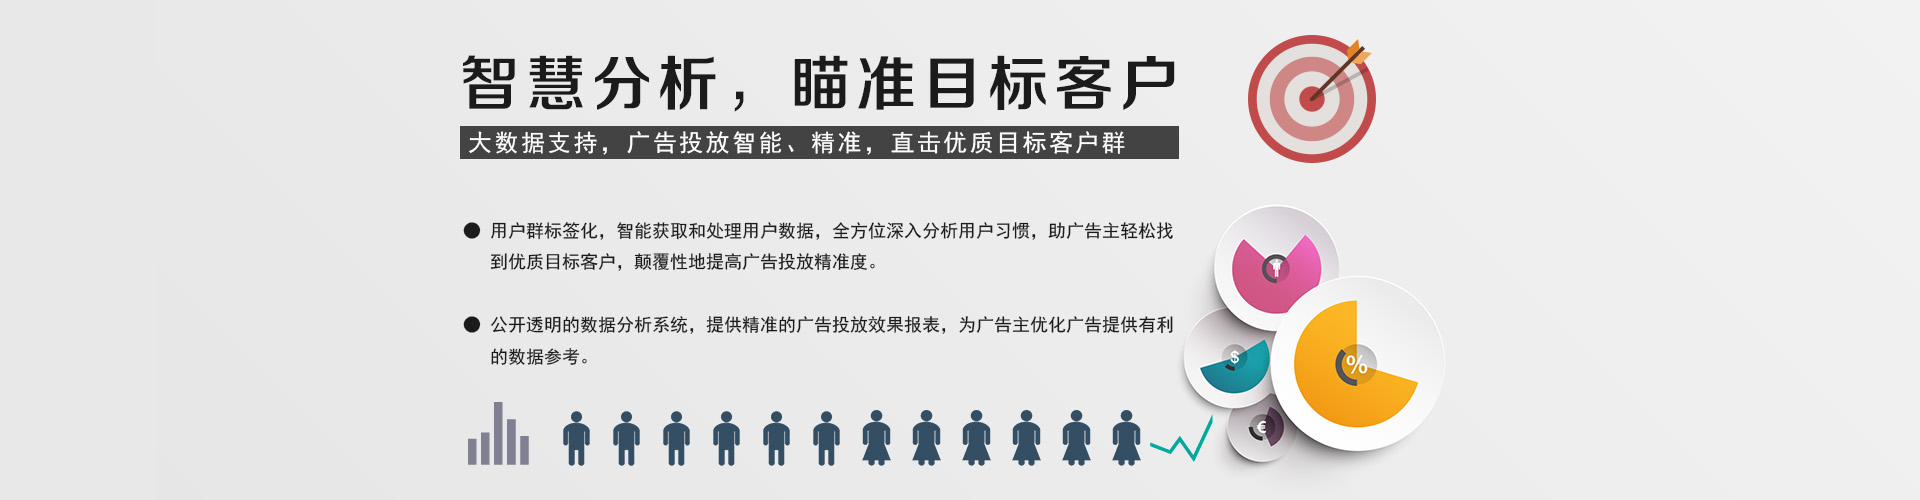 智慧分析，瞄准目标客户
大数据支持，广告投放智能、精准，直击优质目标客户群
用户群标签化，智能获取和处理用户数据，全方位深入分析用户习惯，助广告主轻松找
到优质目标客户，颠覆性地提高广告投放精准度。
公开透明的数据分析系统，提供精准的广告投放效果报表，为广告主优化广告提供有利
的数据参考。
$
%
€